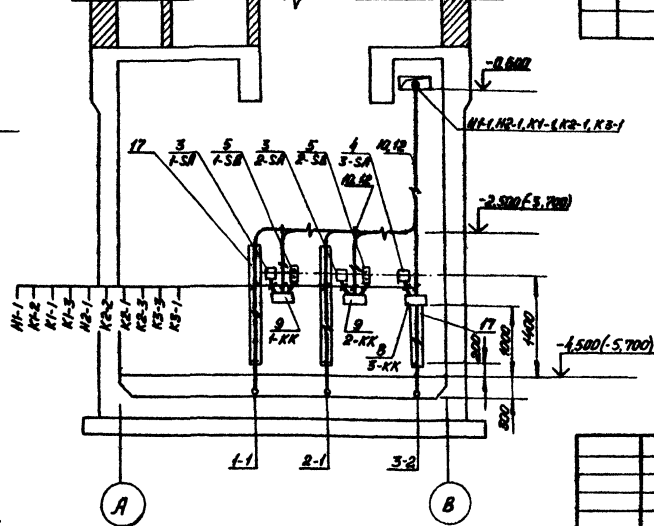 -0,600
Н1-1, Н2-1, К1-1, К2-1, К3-1
17
3
1-SA
5
1-SB
3
2-SA
5
2-SB
4
3-SA
10,12
10,12
-2,500(-3,700)
Н1-1
К1-2
К1-1
К1-3
Н2-1
К2-2
К2-1
К2-3
К3-3
К3-1
9
1-КК
9
2-КК
8
3-КК
17
200
1000
1400
-4,500(-5,700)
1-1
2-1
3-2
А
В